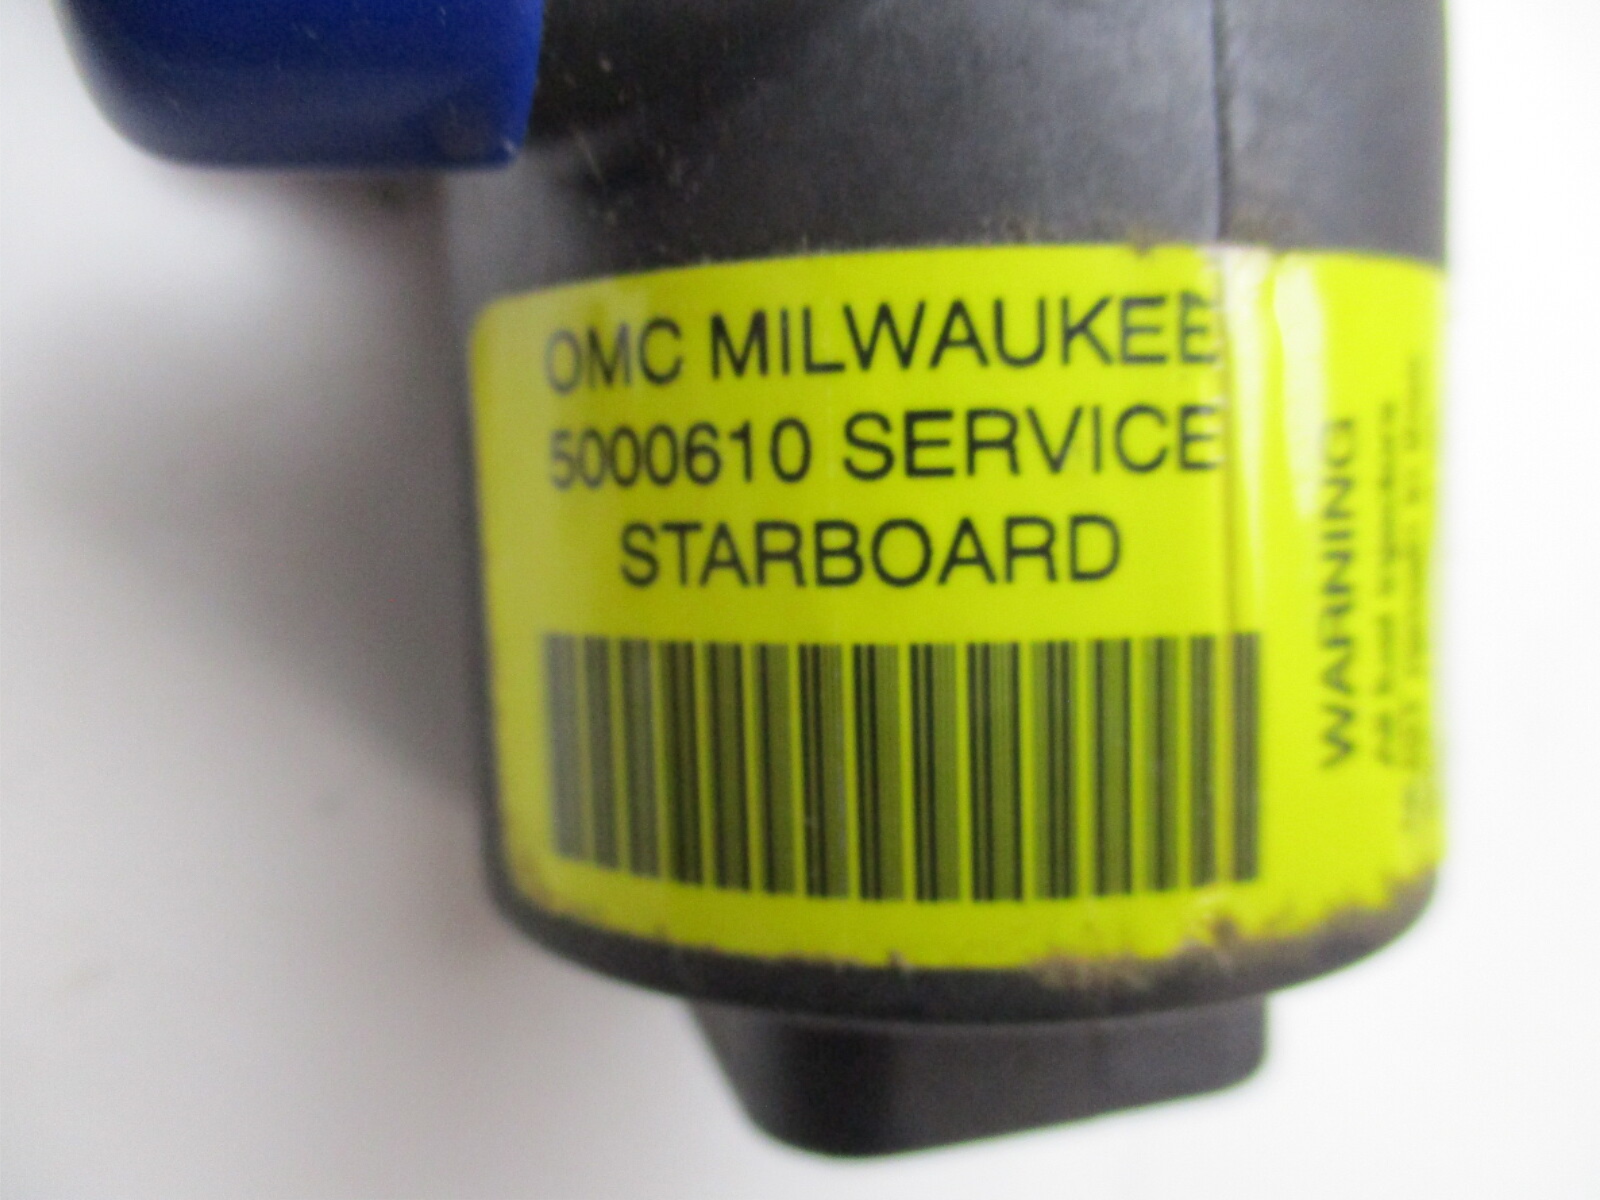 OMC MILWAUKEE
5000610 SERVICE
STARBOARD
WARNING